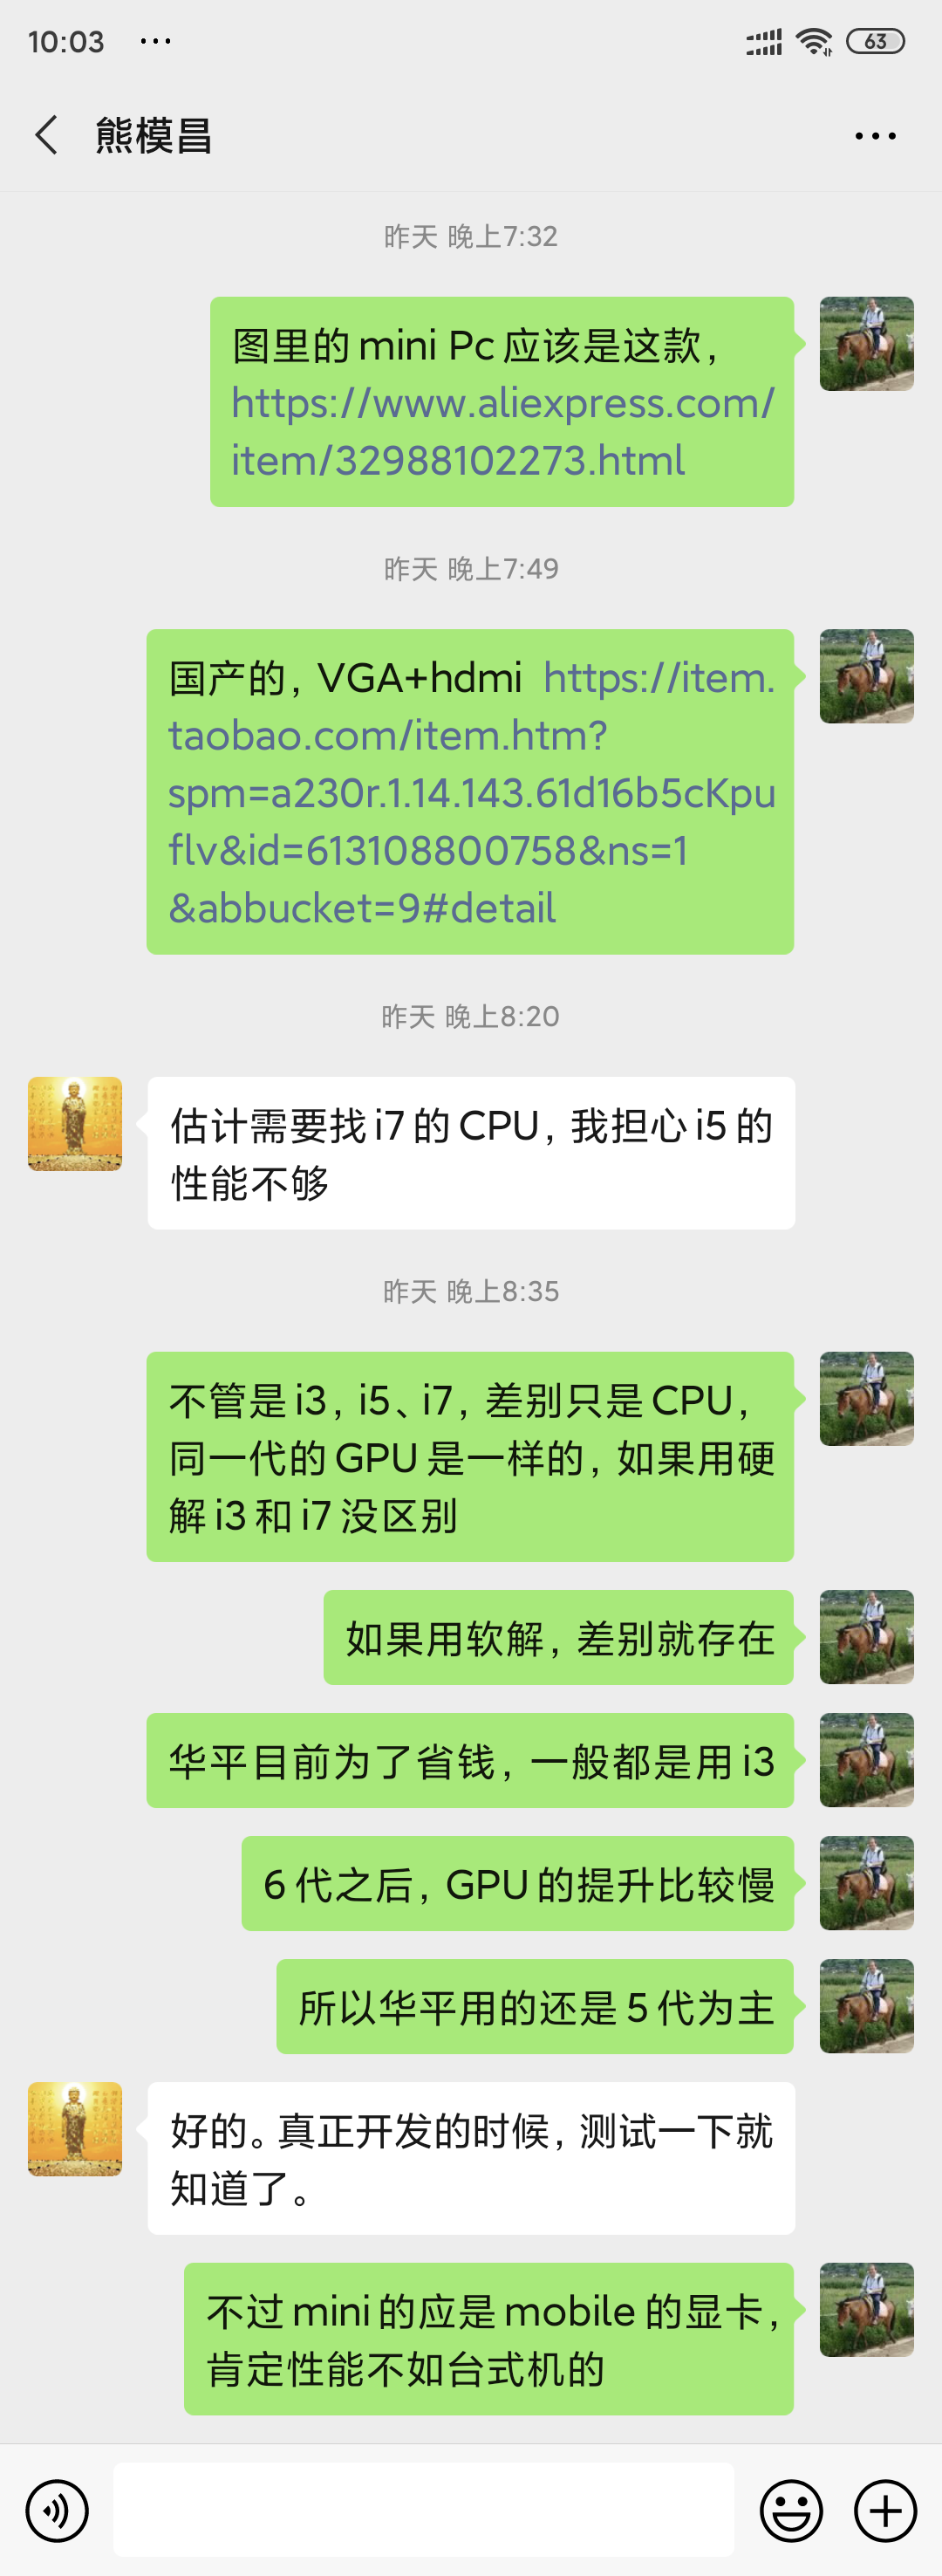 10:03 ...
63
熊模昌
昨天 晚上7:32
图里的 mini Pc 应该是这款，
https://www.aliexpress.com/
item/32988102273.html
昨天 晚上7:49
国产的，VGA+hdmi https://item.
taobao.com/item.htm?
spm=a230r.1.14.143.61d16b5cKpu
flv&id=613108800758&ns=1
&abbucket=9#detail
昨天 晚上8:20
估计需要找 i7 的 CPU，我担心 i5 的
性能不够
昨天 晚上8:35
不管是 i3，i5、i7，差别只是 CPU，
同一代的 GPU 是一样的，如果用硬
解 i3 和 i7 没区别
如果用软解，差别就存在
华平目前为了省钱，一般都是用 i3
6 代之后，GPU 的提升比较慢
所以华平用的还是 5 代为主
好的。真正开发的时候，测试一下就
知道了。
不过 mini 的应是 mobile 的显卡，
肯定性能不如台式机的